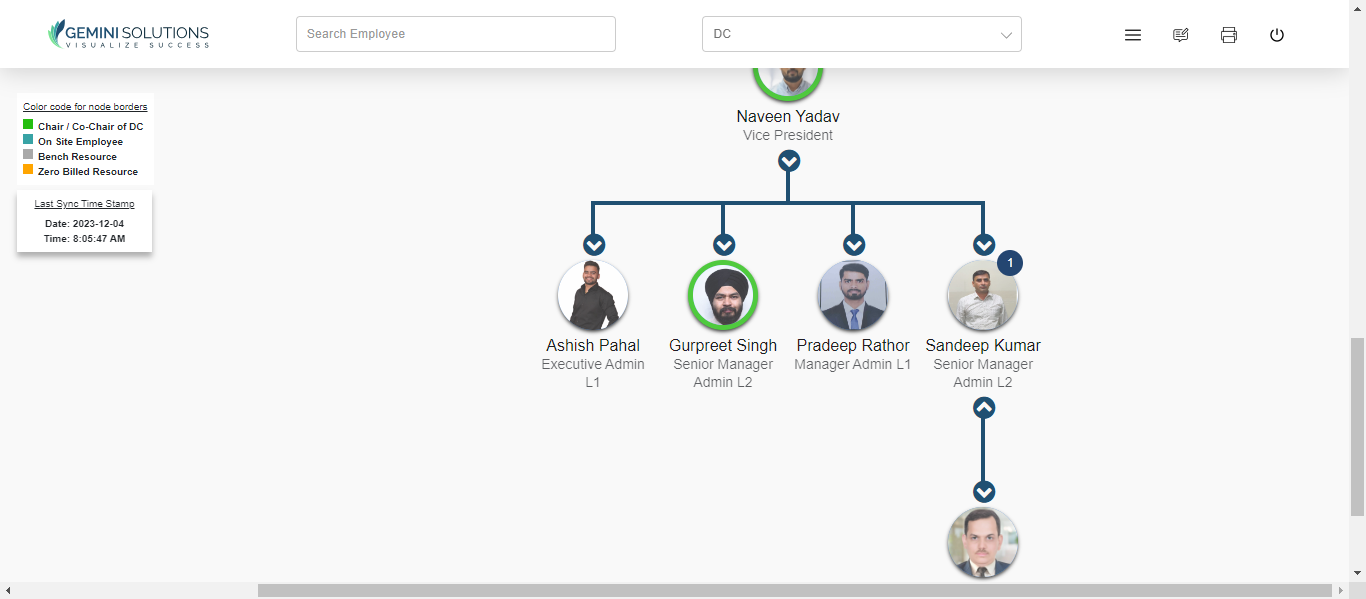 GEMINI SOLUTIONS
VISUALIZE SUCCESS
Search Employee
DC
Color code for node borders
Chair / Co-Chair of DC
On Site Employee
Bench Resource
Zero Billed Resource
Last Sync Time Stamp
Date: 2023-12-04
Time: 8:05:47 AM
Naveen Yadav
Vice President
1
Ashish Pahal
Executive Admin
L1
Gurpreet Singh
Senior Manager
Admin L2
Pradeep Rathor
Manager Admin L1
Sandeep Kumar
Senior Manager
Admin L2